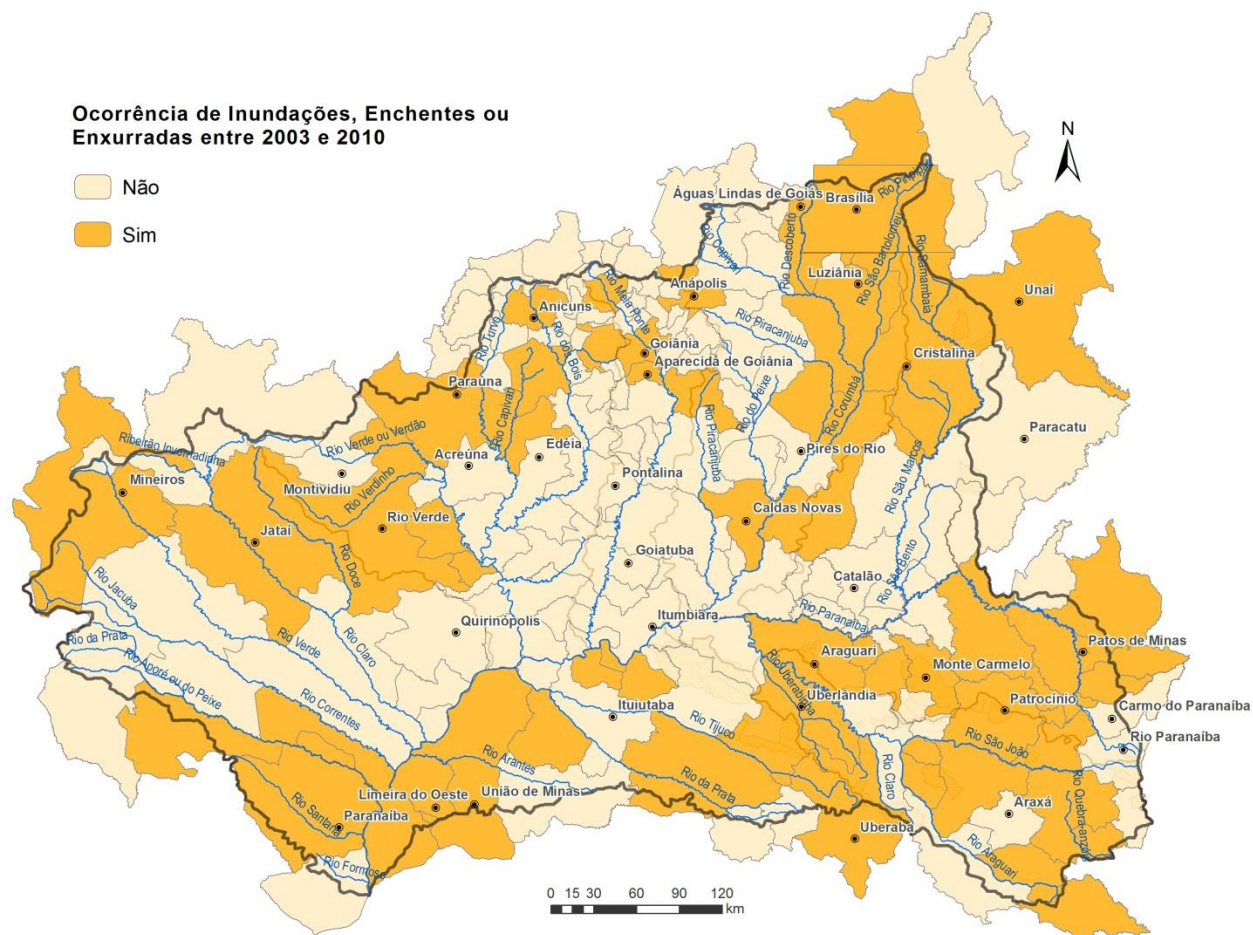 Ocorrência de Inundações, Enchentes ou
Enxurradas entre 2003 e 2010
Não
Sim
N
Águas Lindas de Goiás
Brasília
Rio Pipiripau
Rio Descoberto
Rio São Bartolomeu
Rio Samambaia
Rio Capivari
Luziânia
Unaí
Anápolis
Rio Meia Ponte
Anicuns
Rio Turvo
Rio dos Bois
Rio Piracanjuba
Goiânia
Aparecida de Goiânia
Cristalina
Paraúna
Rio Capivari
Rio do Peixe
Rio Piracanjuba
Rio Corumbá
Ribeirão Invernadinha
Rio Verde ou Verdão
Acreúna
Edéia
Pires do Rio
Paracatu
Mineiros
Montividiu
Rio Verdinho
Pontalina
Rio São Marcos
Jataí
Rio Verde
Caldas Novas
Rio Doce
Goiatuba
Catalão
Rio São Bento
Rio Jacuba
Rio Paranaíba
Rio da Prata
Rio Verde
Rio Claro
Quirinópolis
Itumbiara
Rio Aporé ou do Peixe
Rio Correntes
Araguari
Patos de Minas
Monte Carmelo
Rio Uberabinha
Uberlândia
Patrocínio
Ituiutaba
Rio Tijuco
Carmo do Paranaíba
Rio Paranaíba
Rio São João
Rio Arantes
Rio da Prata
Rio Claro
Limeira do Oeste
União de Minas
Araxá
Rio Quebra-anzol
Rio Santana
Paranaíba
Uberaba
Rio Araguari
Rio Formoso
0 15 30 60 90 120
km